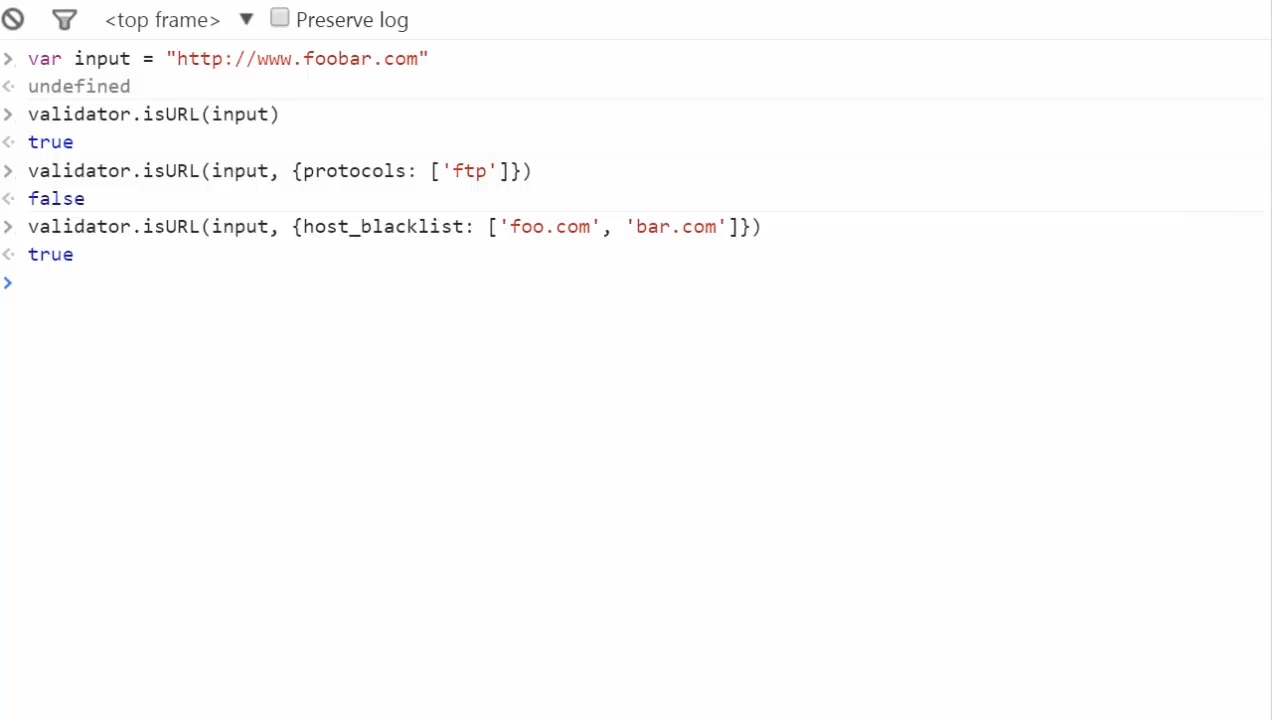 <top frame> ▼ Preserve log
var input = "http://www.foobar.com"
undefined
validator.isURL(input)
true
validator.isURL(input, {protocols: ['ftp']})
false
validator.isURL(input, {host_blacklist: ['foo.com', 'bar.com']})
true